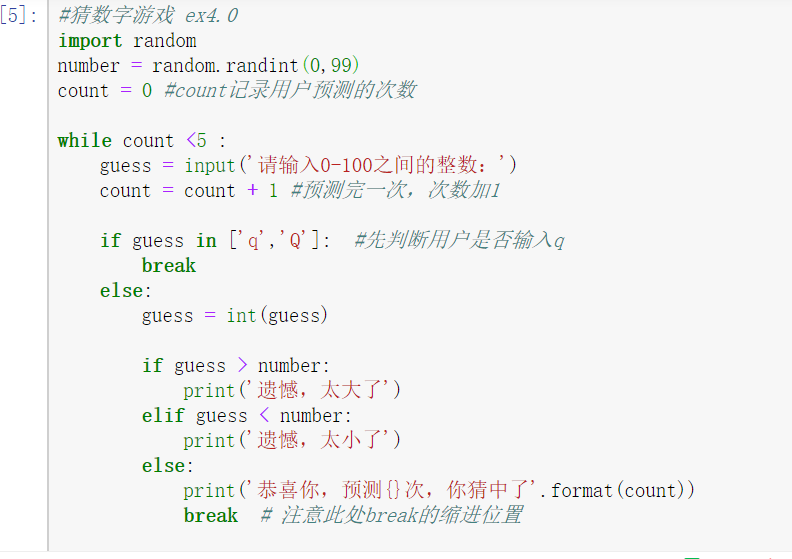 [5]: #猜数字游戏 ex4.0
import random
number = random.randint(0,99)
count = 0 #count记录用户预测的次数
while count <5 :
    guess = input('请输入0-100之间的整数：')
    count = count + 1 #预测完一次，次数加1
    if guess in ['q','Q']:  #先判断用户是否输入q
        break
    else:
        guess = int(guess)
        if guess > number:
            print('遗憾，太大了')
        elif guess < number:
            print('遗憾，太小了')
        else:
            print('恭喜你，预测{}次，你猜中了'.format(count))
            break  # 注意此处break的缩进位置